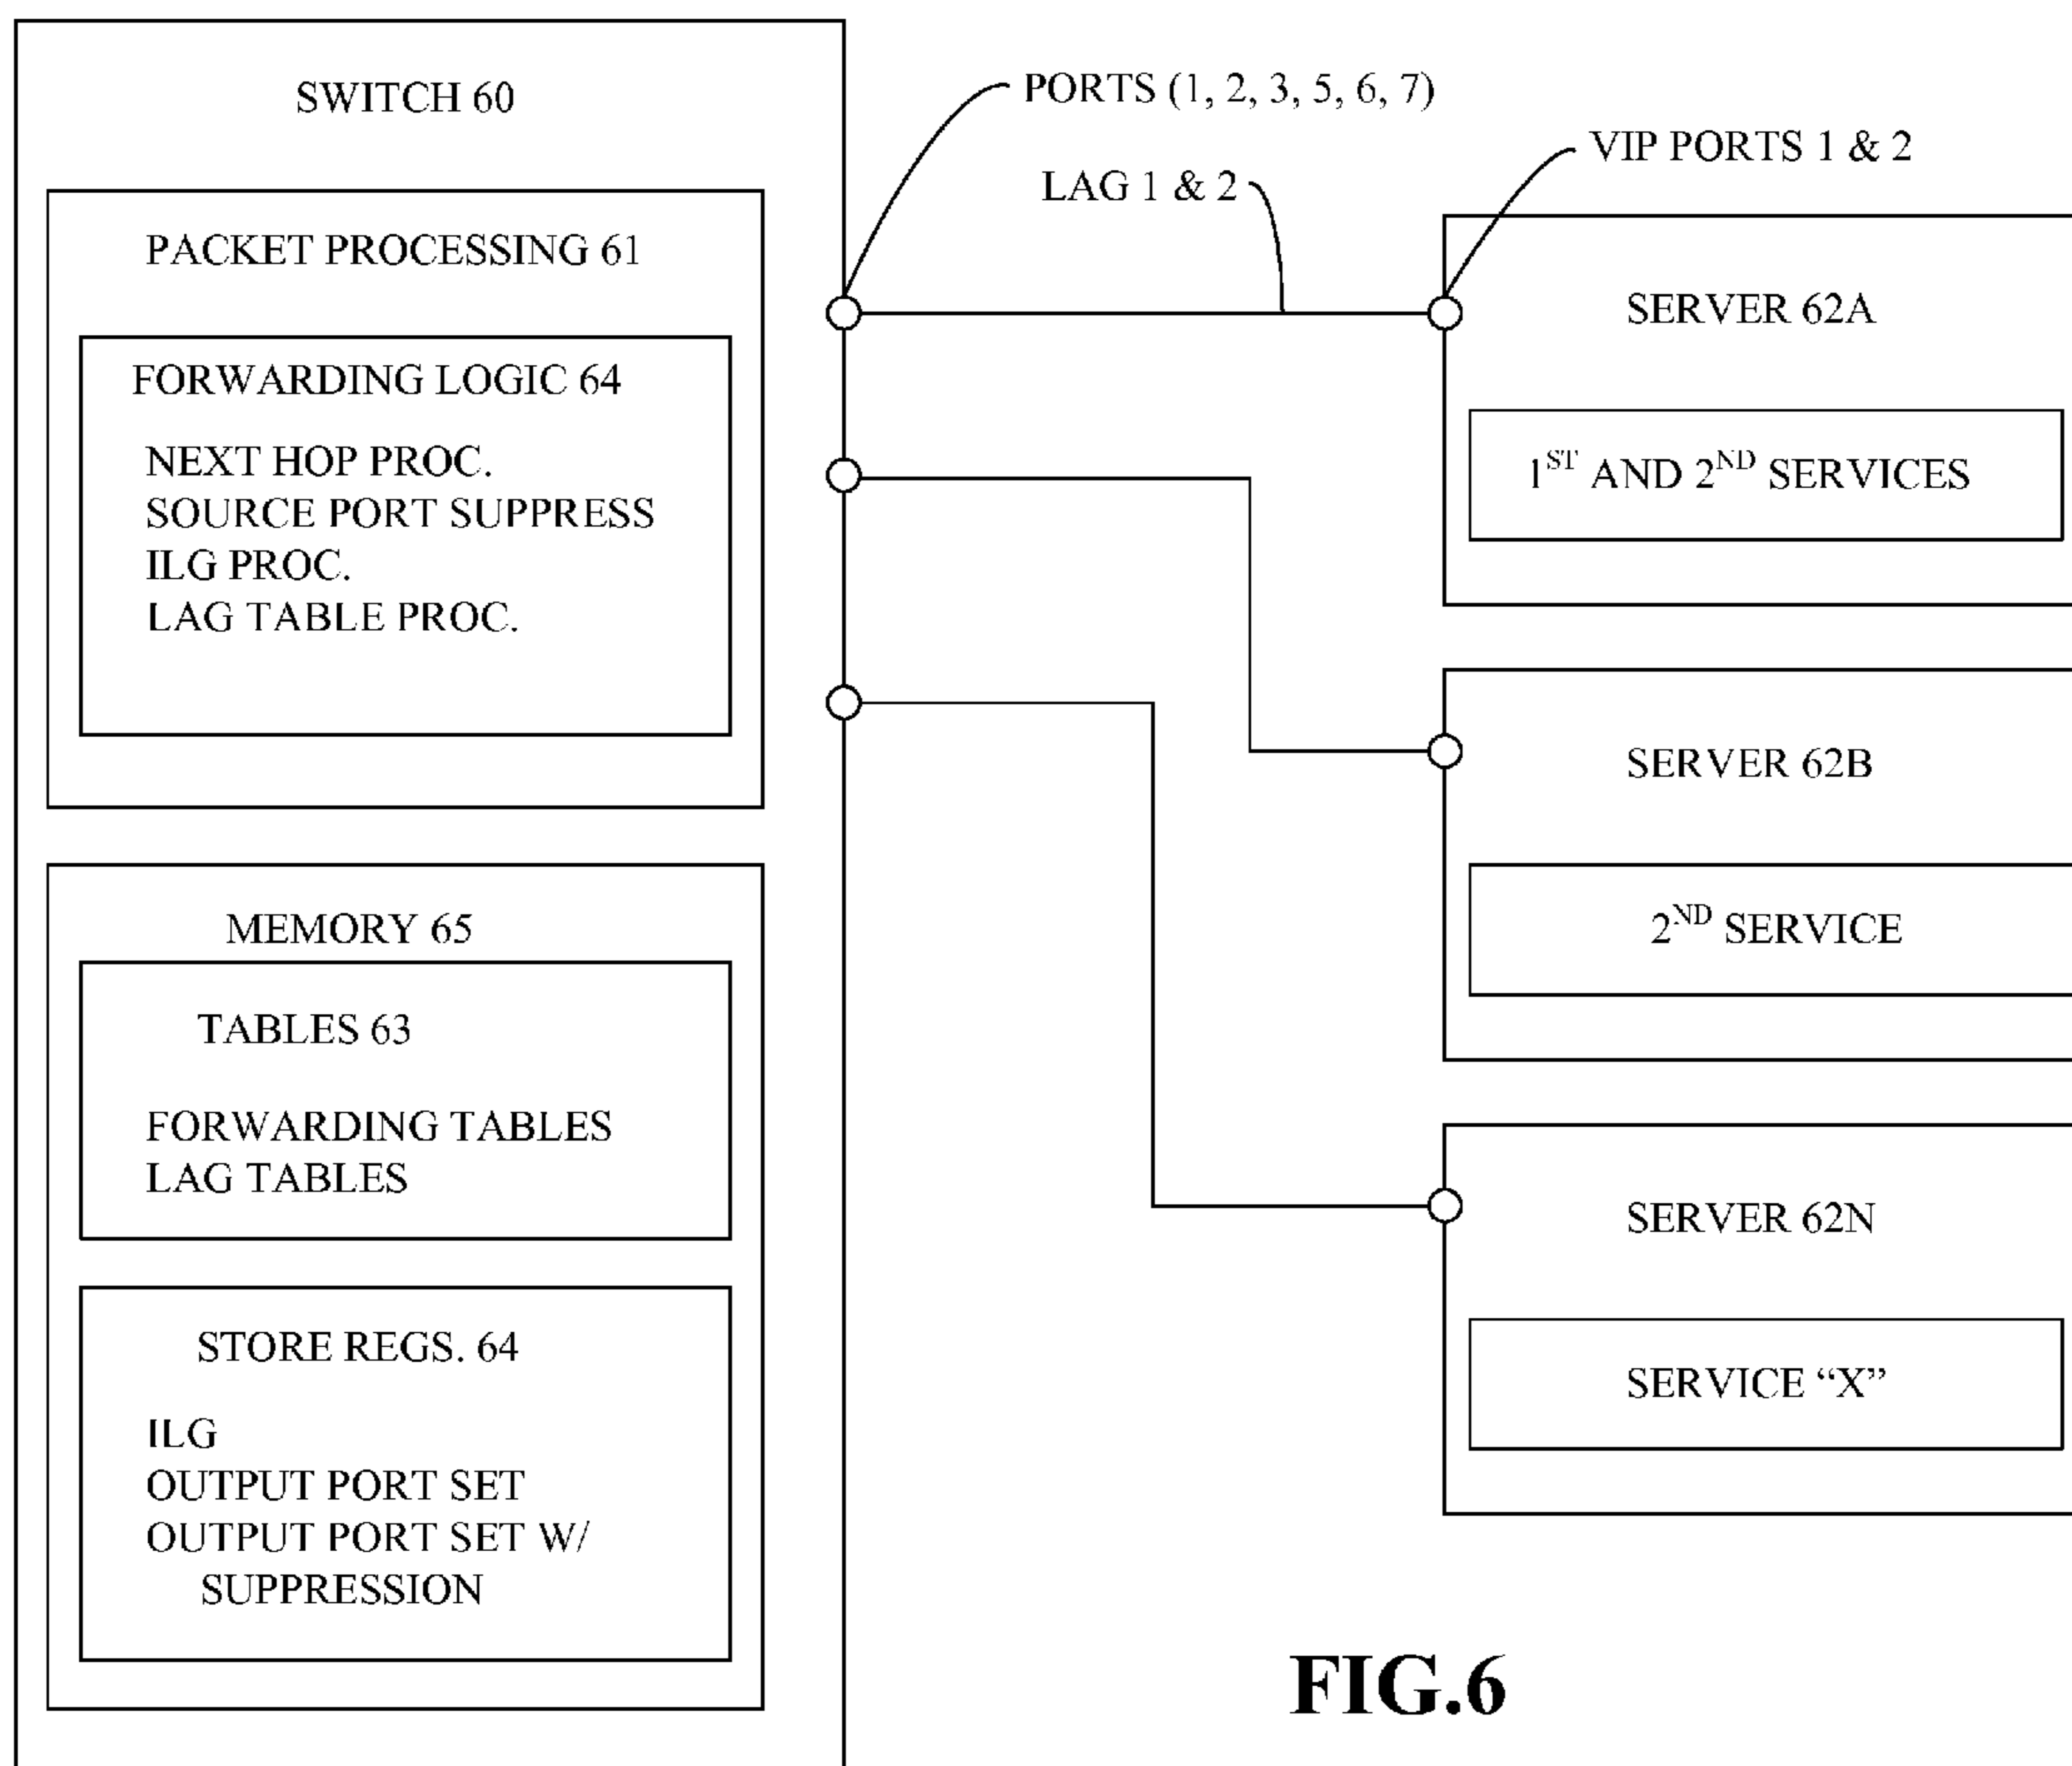 SWITCH 60
PACKET PROCESSING 61
FORWARDING LOGIC 64
NEXT HOP PROC.
SOURCE PORT SUPPRESS
ILG PROC.
LAG TABLE PROC.
MEMORY 65
TABLES 63
FORWARDING TABLES
LAG TABLES
STORE REGS. 64
ILG
OUTPUT PORT SET
OUTPUT PORT SET W/
SUPPRESSION
PORTS (1, 2, 3, 5, 6, 7)
LAG 1 & 2
VIP PORTS 1 & 2
SERVER 62A
1ST AND 2ND SERVICES
SERVER 62B
2ND SERVICE
SERVER 62N
SERVICE “X”
FIG.6